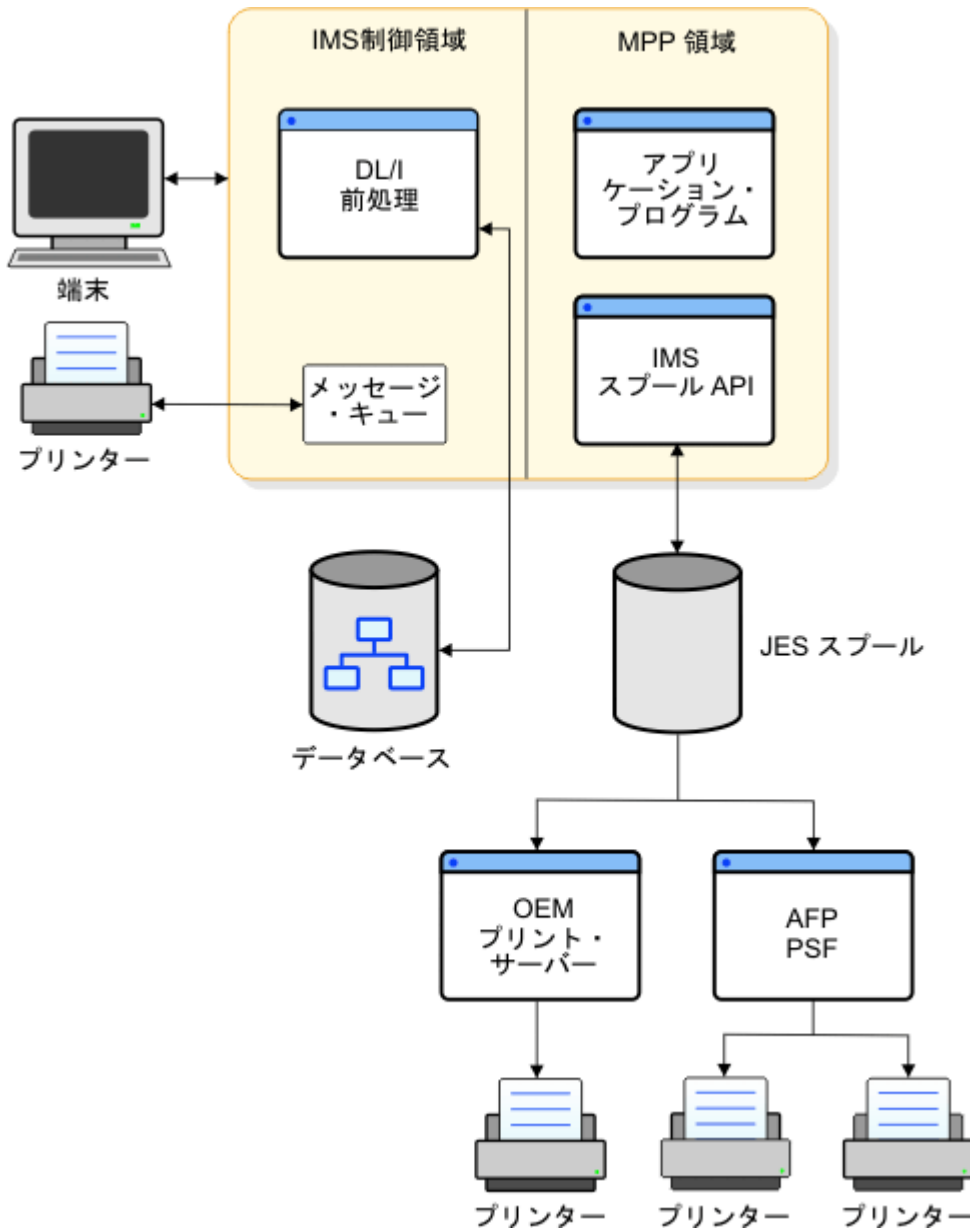 IMS制御領域
MPP 領域
DL/I
前処理
アプリ
ケーション・
プログラム
端末
IMS
スプール API
メッセージ
・キュー
プリンター
JES スプール
データベース
OEM
プリント・
サーバー
AFP
PSF
プリンター
プリンター
プリンター